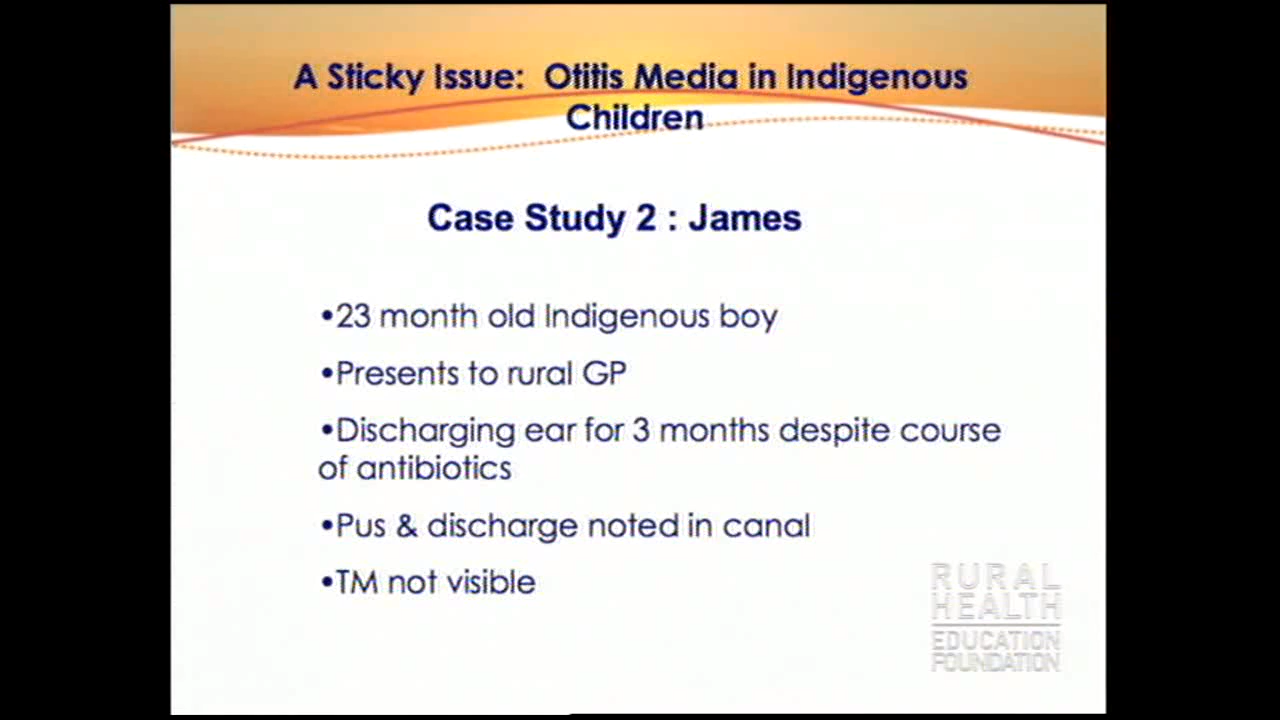 A Sticky Issue: Otitis Media in Indigenous
Children
Case Study 2 : James
•23 month old Indigenous boy
•Presents to rural GP
•Discharging ear for 3 months despite course
of antibiotics
•Pus & discharge noted in canal
•TM not visible
RURAL
HEALTH
EDUCATION
FOUNDATION